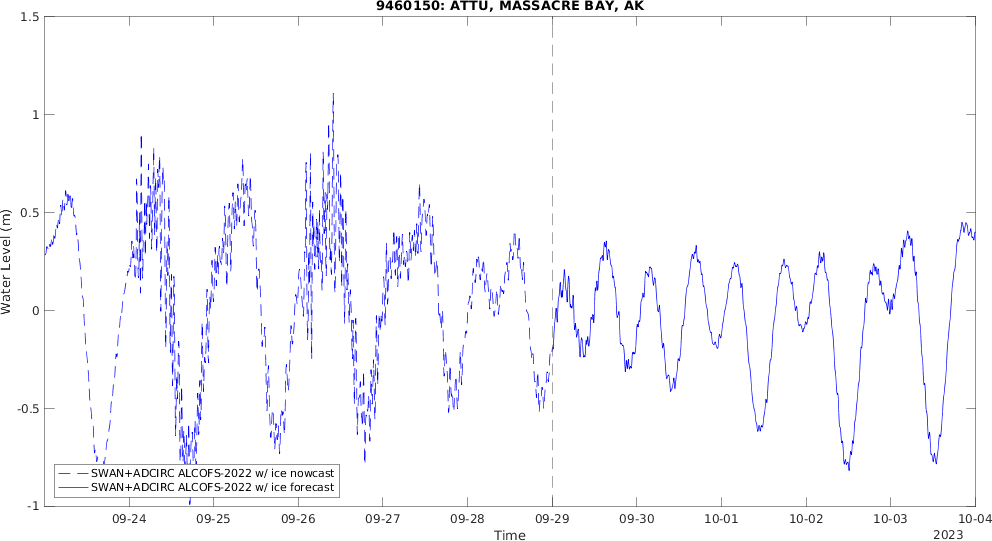 9460150: ATTU, MASSACRE BAY, AK
Water Level (m)
1.5
1
0.5
0
-0.5
-1
SWAN+ADCIRC ALCOFS-2022 w/ ice nowcast
SWAN+ADCIRC ALCOFS-2022 w/ ice forecast
09-24 09-25 09-26 09-27 09-28 09-29 09-30 10-01 10-02 10-03 10-04
Time
2023